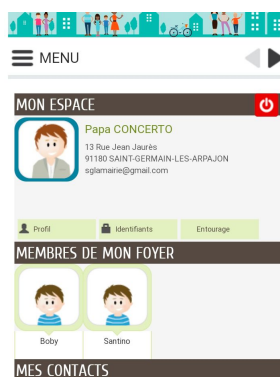 MENU
MON ESPACE
Papa CONCERTO
13 Rue Jean Jaurès
91180 SAINT-GERMAIN-LES-ARPAJON
sglamairie@gmail.com
Profil Identifiants Entourage
MEMBRES DE MON FOYER
Boby Santino
MES CONTACTS